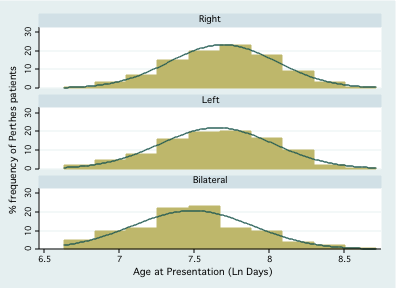 Right
0 10 20 30
Left
0 10 20 30
Bilateral
0 10 20 30
% frequency of Perthes patients
6.5 7 7.5 8 8.5
Age at Presentation (Ln Days)